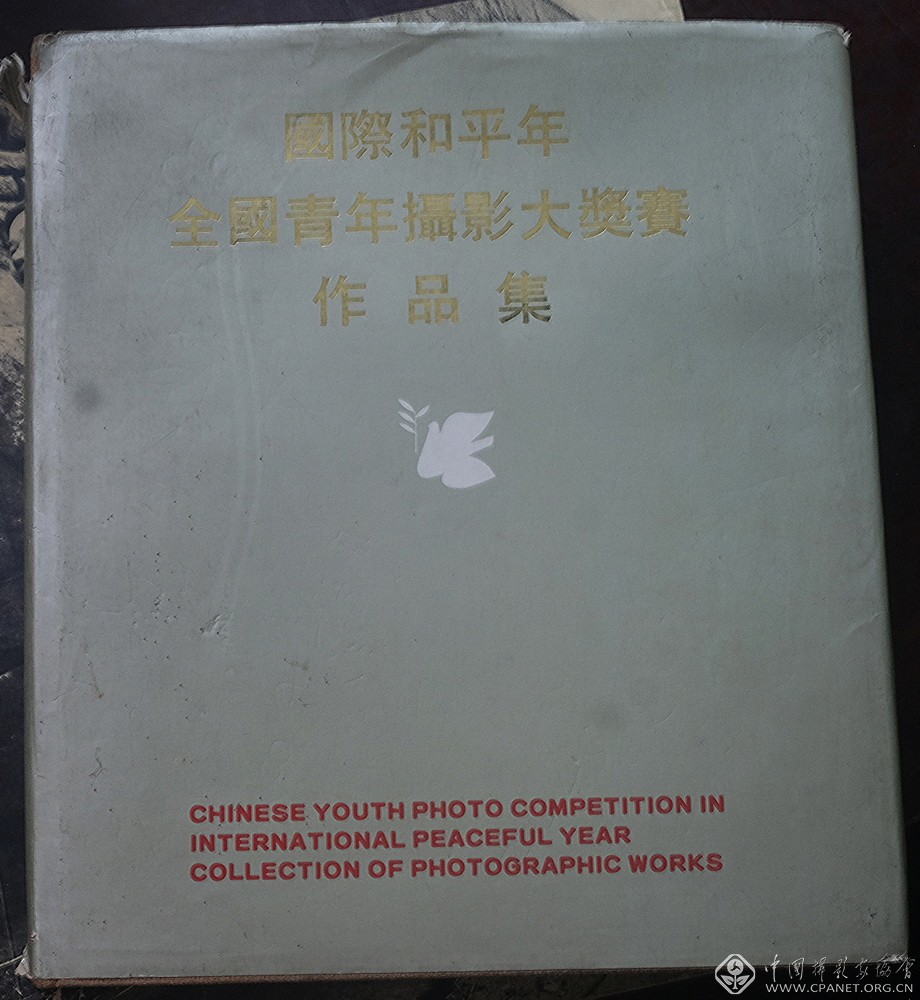 國際和平年
全國青年攝影大獎賽
作品集
CHINESE YOUTH PHOTO COMPETITION IN
INTERNATIONAL PEACEFUL YEAR
COLLECTION OF PHOTOGRAPHIC WORKS
中国摄影家协会
WWW.CPANET.ORG.CN